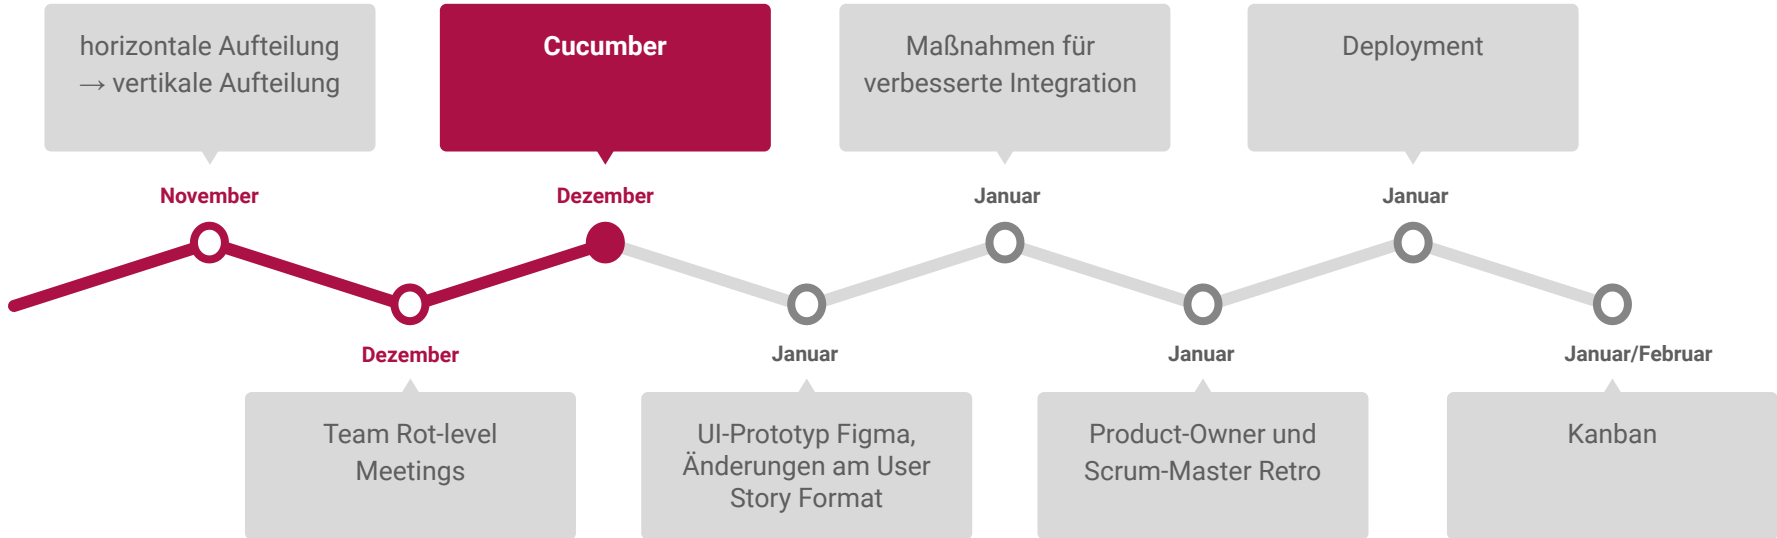 horizontale Aufteilung
→ vertikale Aufteilung
Cucumber
Maßnahmen für
verbesserte Integration
Deployment
November
Dezember
Januar
Januar
Dezember
Januar
Januar
Januar/Februar
Team Rot-level
Meetings
UI-Prototyp Figma,
Änderungen am User
Story Format
Product-Owner und
Scrum-Master Retro
Kanban